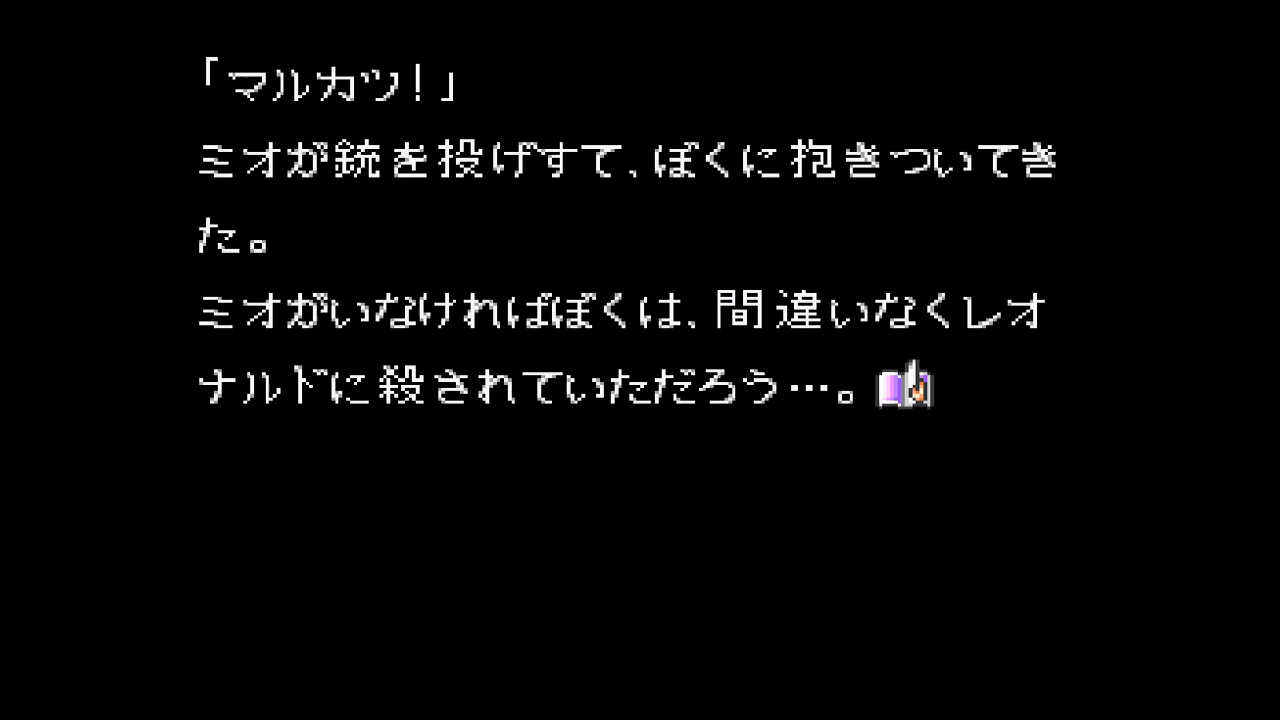 「マルカツ！」
ミオが銃を投げすて、ぼくに抱きついてき
た。
ミオがいなければぼくは、間違いなくレオ
ナルドに殺されていただろう…。